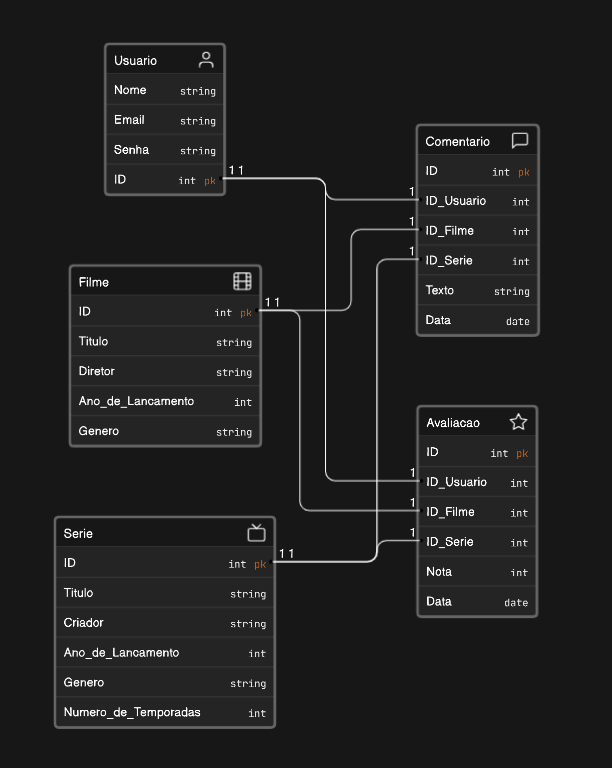 Usuario
Nome string
Email string
Senha string
ID int pk
1 1
Comentario
ID int pk
1 ID_Usuario int
1 ID_Filme int
1 ID_Serie int
Texto string
Data date
Filme
ID int pk
1 1
Titulo string
Diretor string
Ano_de_Lancamento int
Genero string
Avaliacao
ID int pk
1 ID_Usuario int
1 ID_Filme int
1 ID_Serie int
Nota int
Data date
Serie
ID int pk
1 1
Titulo string
Criador string
Ano_de_Lancamento int
Genero string
Numero_de_Temporadas int